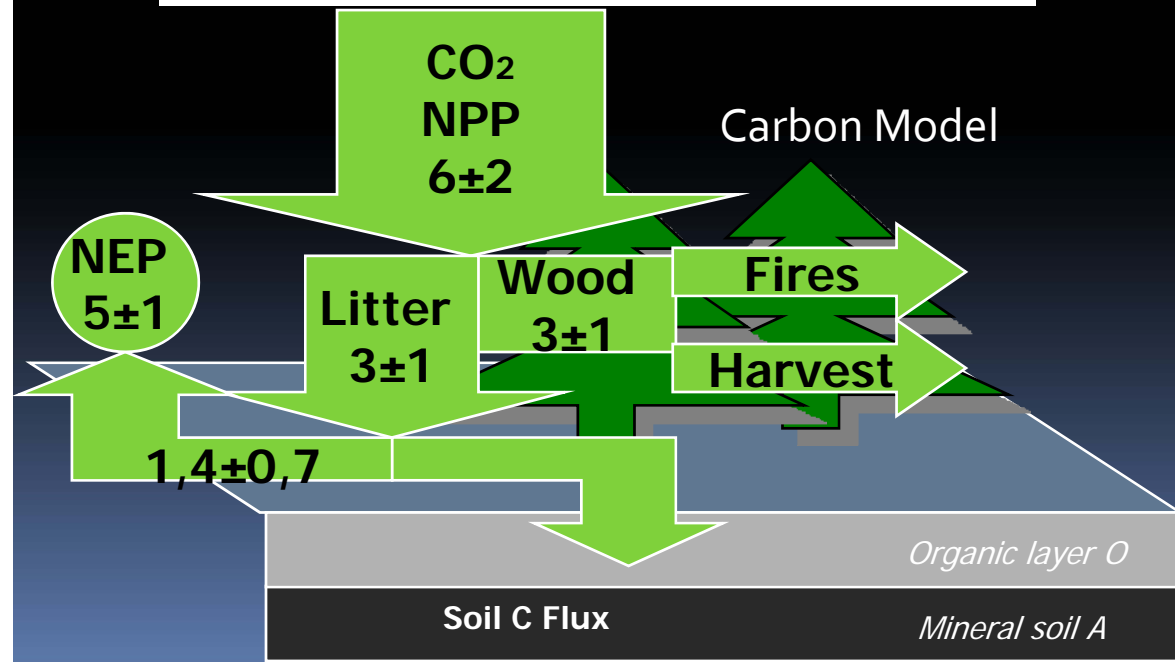 CO₂
NPP
6±2
Carbon Model
NEP
5±1
Litter
3±1
Wood
3±1
Fires
Harvest
1,4±0,7
Organic layer O
Soil C Flux
Mineral soil A